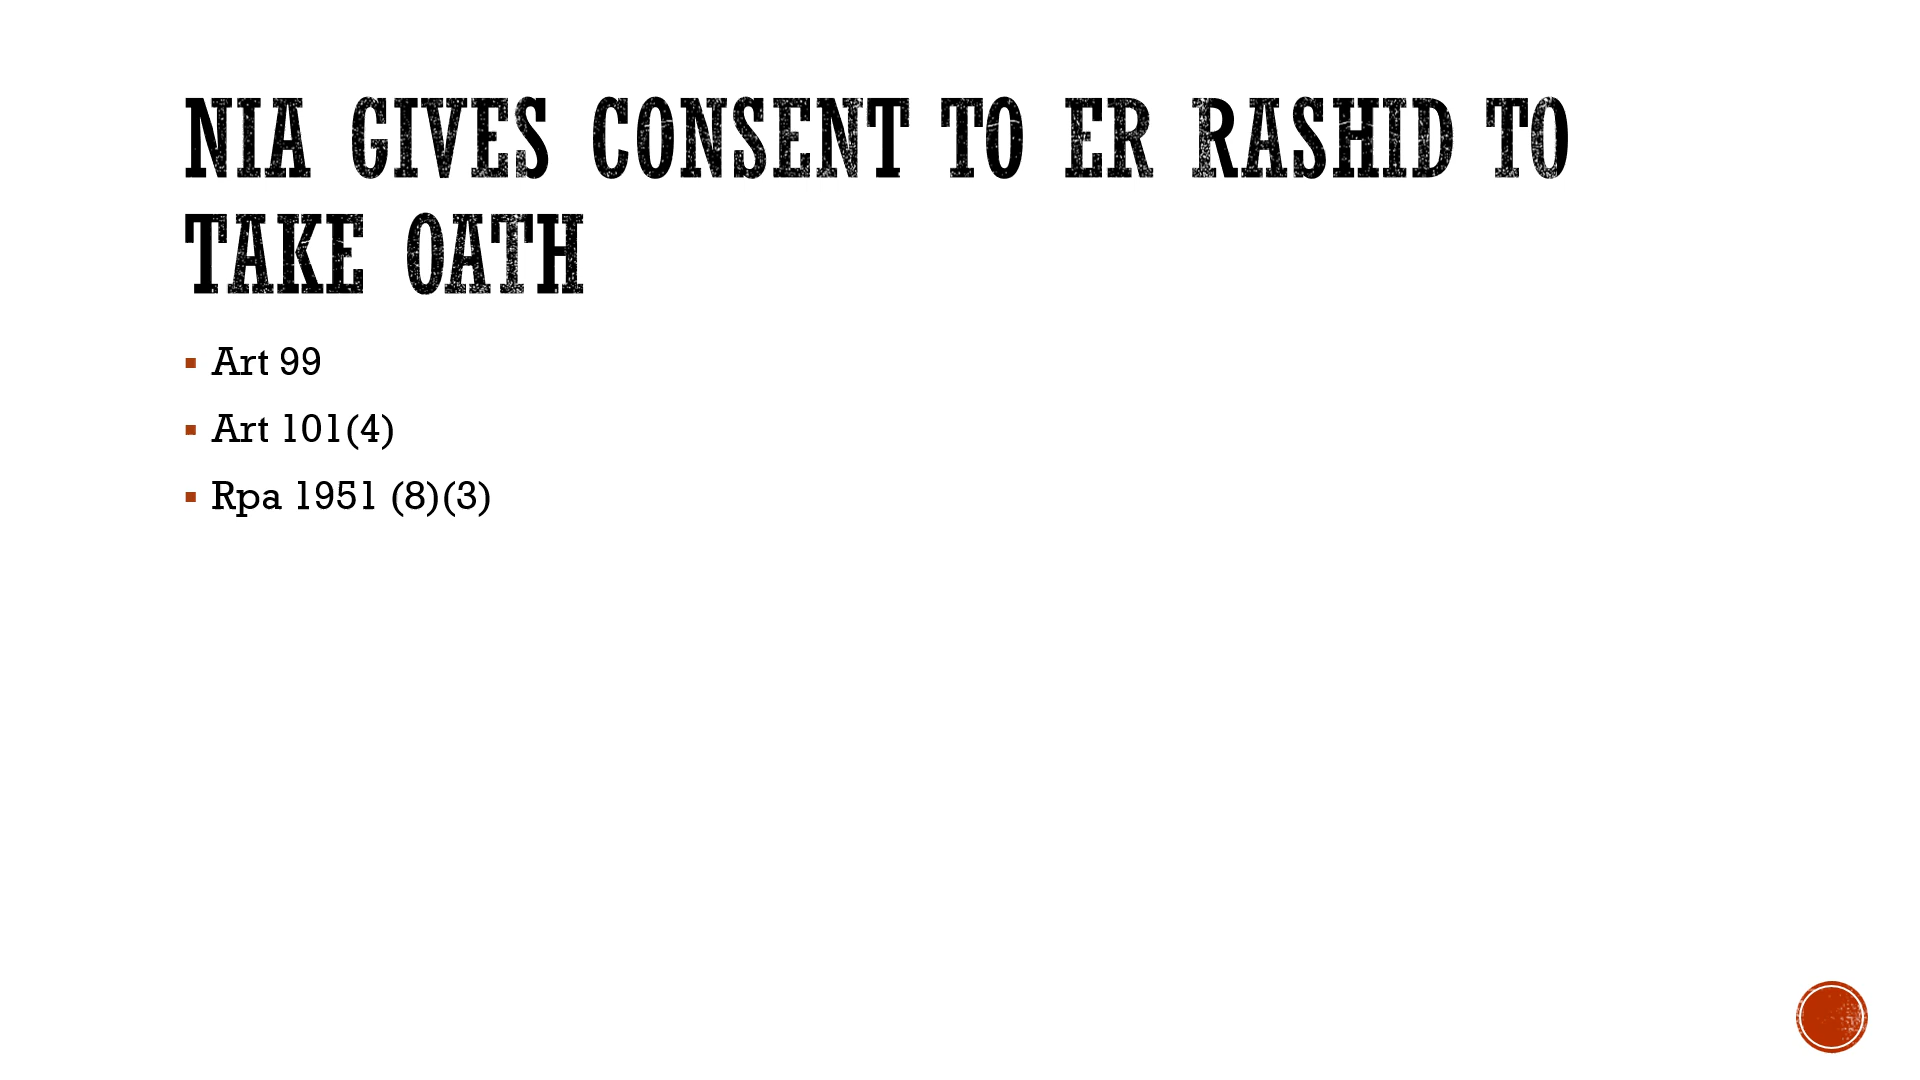 NIA GIVES CONSENT TO ER RASHID TO
TAKE OATH
▪ Art 99
▪ Art 101(4)
▪ Rpa 1951 (8)(3)